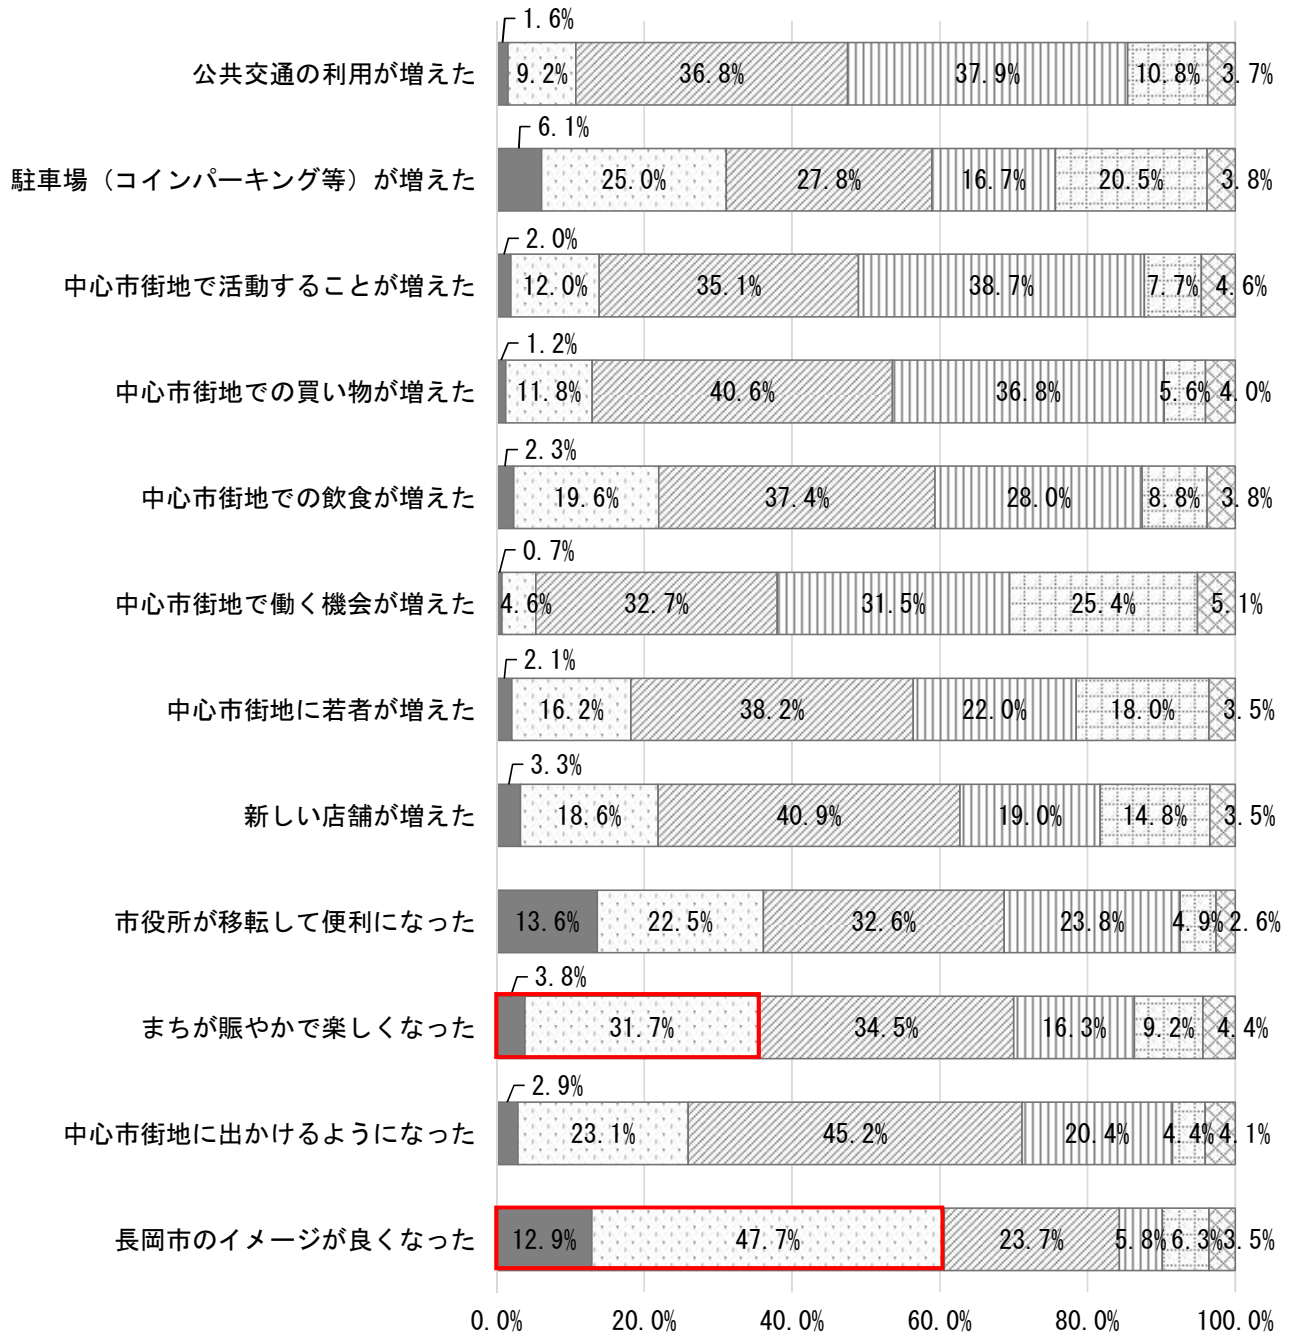 1.6%
公共交通の利用が増えた 9.2% 36.8% 37.9% 10.8% 3.7%
6.1%
駐車場（コインパーキング等）が増えた 25.0% 27.8% 16.7% 20.5% 3.8%
2.0%
中心市街地で活動することが増えた 12.0% 35.1% 38.7% 7.7% 4.6%
1.2%
中心市街地での買い物が増えた 11.8% 40.6% 36.8% 5.6% 4.0%
2.3%
中心市街地での飲食が増えた 19.6% 37.4% 28.0% 8.8% 3.8%
0.7%
中心市街地で働く機会が増えた 4.6% 32.7% 31.5% 25.4% 5.1%
2.1%
中心市街地に若者が増えた 16.2% 38.2% 22.0% 18.0% 3.5%
3.3%
新しい店舗が増えた 18.6% 40.9% 19.0% 14.8% 3.5%
市役所が移転して便利になった 13.6% 22.5% 32.6% 23.8% 4.9% 2.6%
3.8%
まちが賑やかで楽しくなった 31.7% 34.5% 16.3% 9.2% 4.4%
2.9%
中心市街地に出かけるようになった 23.1% 45.2% 20.4% 4.4% 4.1%
長岡市のイメージが良くなった 12.9% 47.7% 23.7% 5.8% 6.3% 3.5%
0.0% 20.0% 40.0% 60.0% 80.0% 100.0%